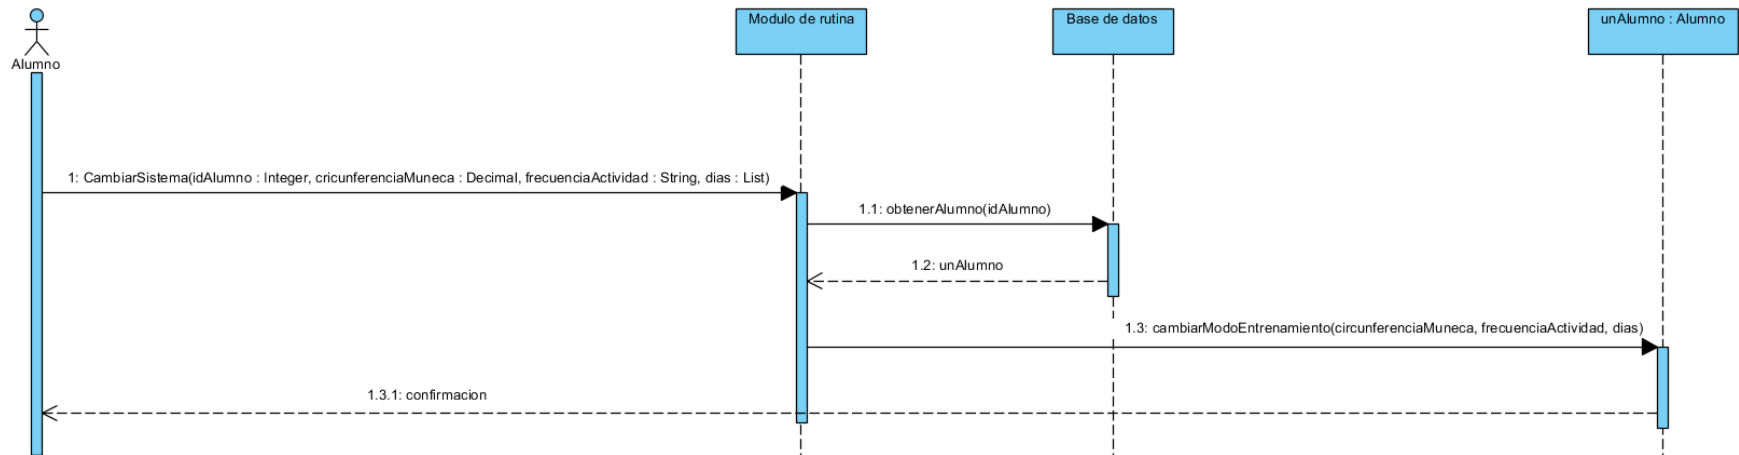 Alumno
Modulo de rutina
Base de datos
unAlumno : Alumno
1: CambiarSistema(idAlumno : Integer, cricunferenciaMuneca : Decimal, frecuenciaActividad : String, dias : List)
1.1: obtenerAlumno(idAlumno)
1.2: unAlumno
1.3: cambiarModoEntrenamiento(circunferenciaMuneca, frecuenciaActividad, dias)
1.3.1: confirmacion